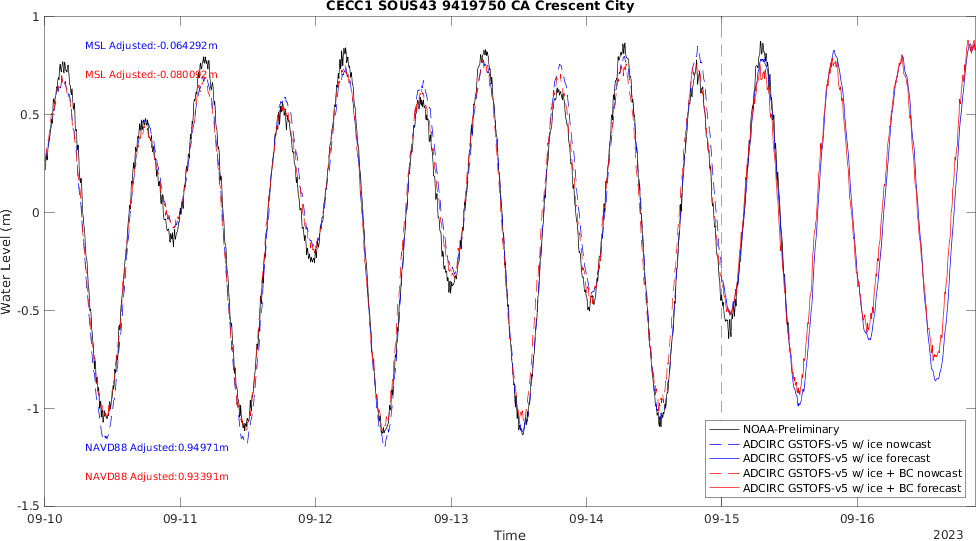 CECC1 SOUS43 9419750 CA Crescent City
MSL Adjusted:-0.064292m
MSL Adjusted:-0.080092m
NAVD88 Adjusted:0.94971m
NAVD88 Adjusted:0.93391m
Water Level (m)
1
0.5
0
-0.5
-1
-1.5
NOAA-Preliminary
ADCIRC GSTOFS-v5 w/ ice nowcast
ADCIRC GSTOFS-v5 w/ ice forecast
ADCIRC GSTOFS-v5 w/ ice + BC nowcast
ADCIRC GSTOFS-v5 w/ ice + BC forecast
09-10 09-11 09-12 09-13 09-14 09-15 09-16
Time
2023